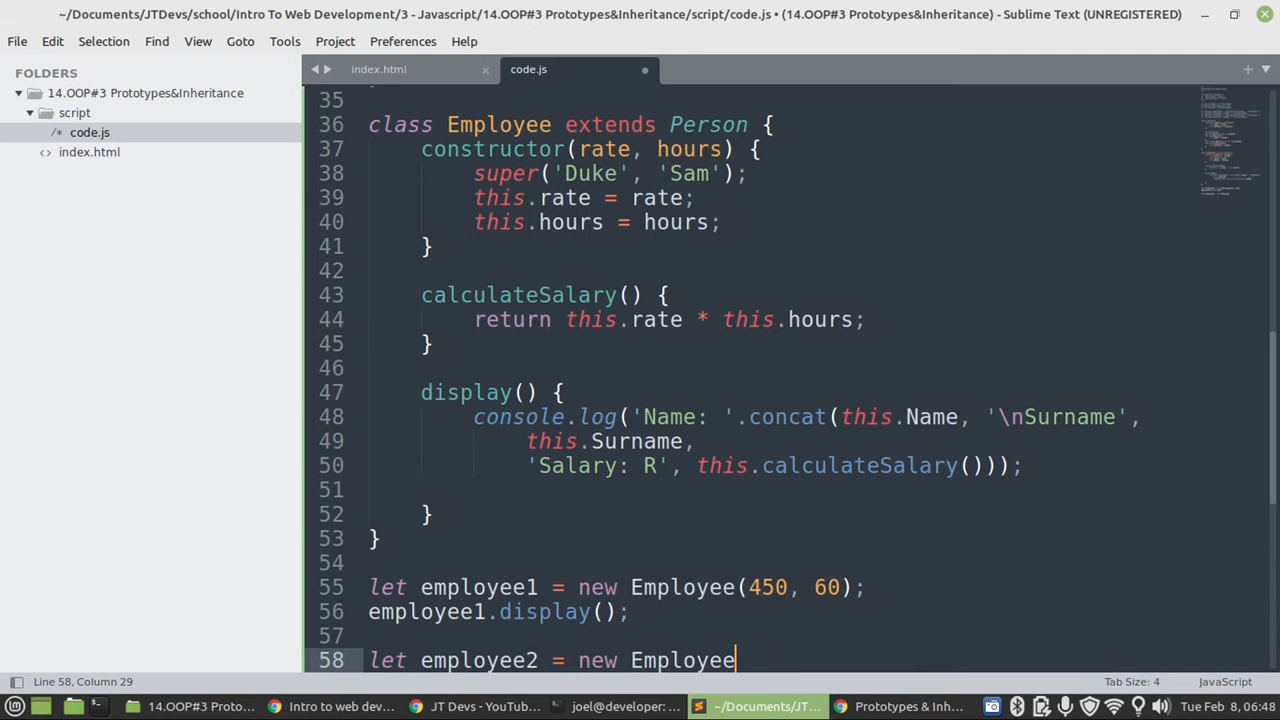 ~/Documents/JTDevs/school/Intro To Web Development/3 - Javascript/14.OOP#3 Prototypes&Inheritance/script/code.js • (14.OOP#3 Prototypes&Inheritance) - Sublime Text (UNREGISTERED)
File Edit Selection Find View Goto Tools Project Preferences Help
FOLDERS
14.OOP#3 Prototypes&Inheritance
script
/* code.js
<> index.html
index.html × code.js
35
36 class Employee extends Person {
37 constructor(rate, hours) {
38 super('Duke', 'Sam');
39 this.rate = rate;
40 this.hours = hours;
41 }
42
43 calculateSalary() {
44 return this.rate * this.hours;
45 }
46
47 display() {
48 console.log('Name: '.concat(this.Name, '\nSurname',
49 this.Surname,
50 'Salary: R', this.calculateSalary()));
51
52 }
53 }
54
55 let employee1 = new Employee(450, 60);
56 employee1.display();
57
58 let employee2 = new Employee
Line 58, Column 29 Tab Size: 4 JavaScript
14.OOP#3 Proto... Intro to web dev... JT Devs - YouTub... joel@developer: ... ~/Documents/JT... Prototypes & Inh... Tue Feb 8, 06:48